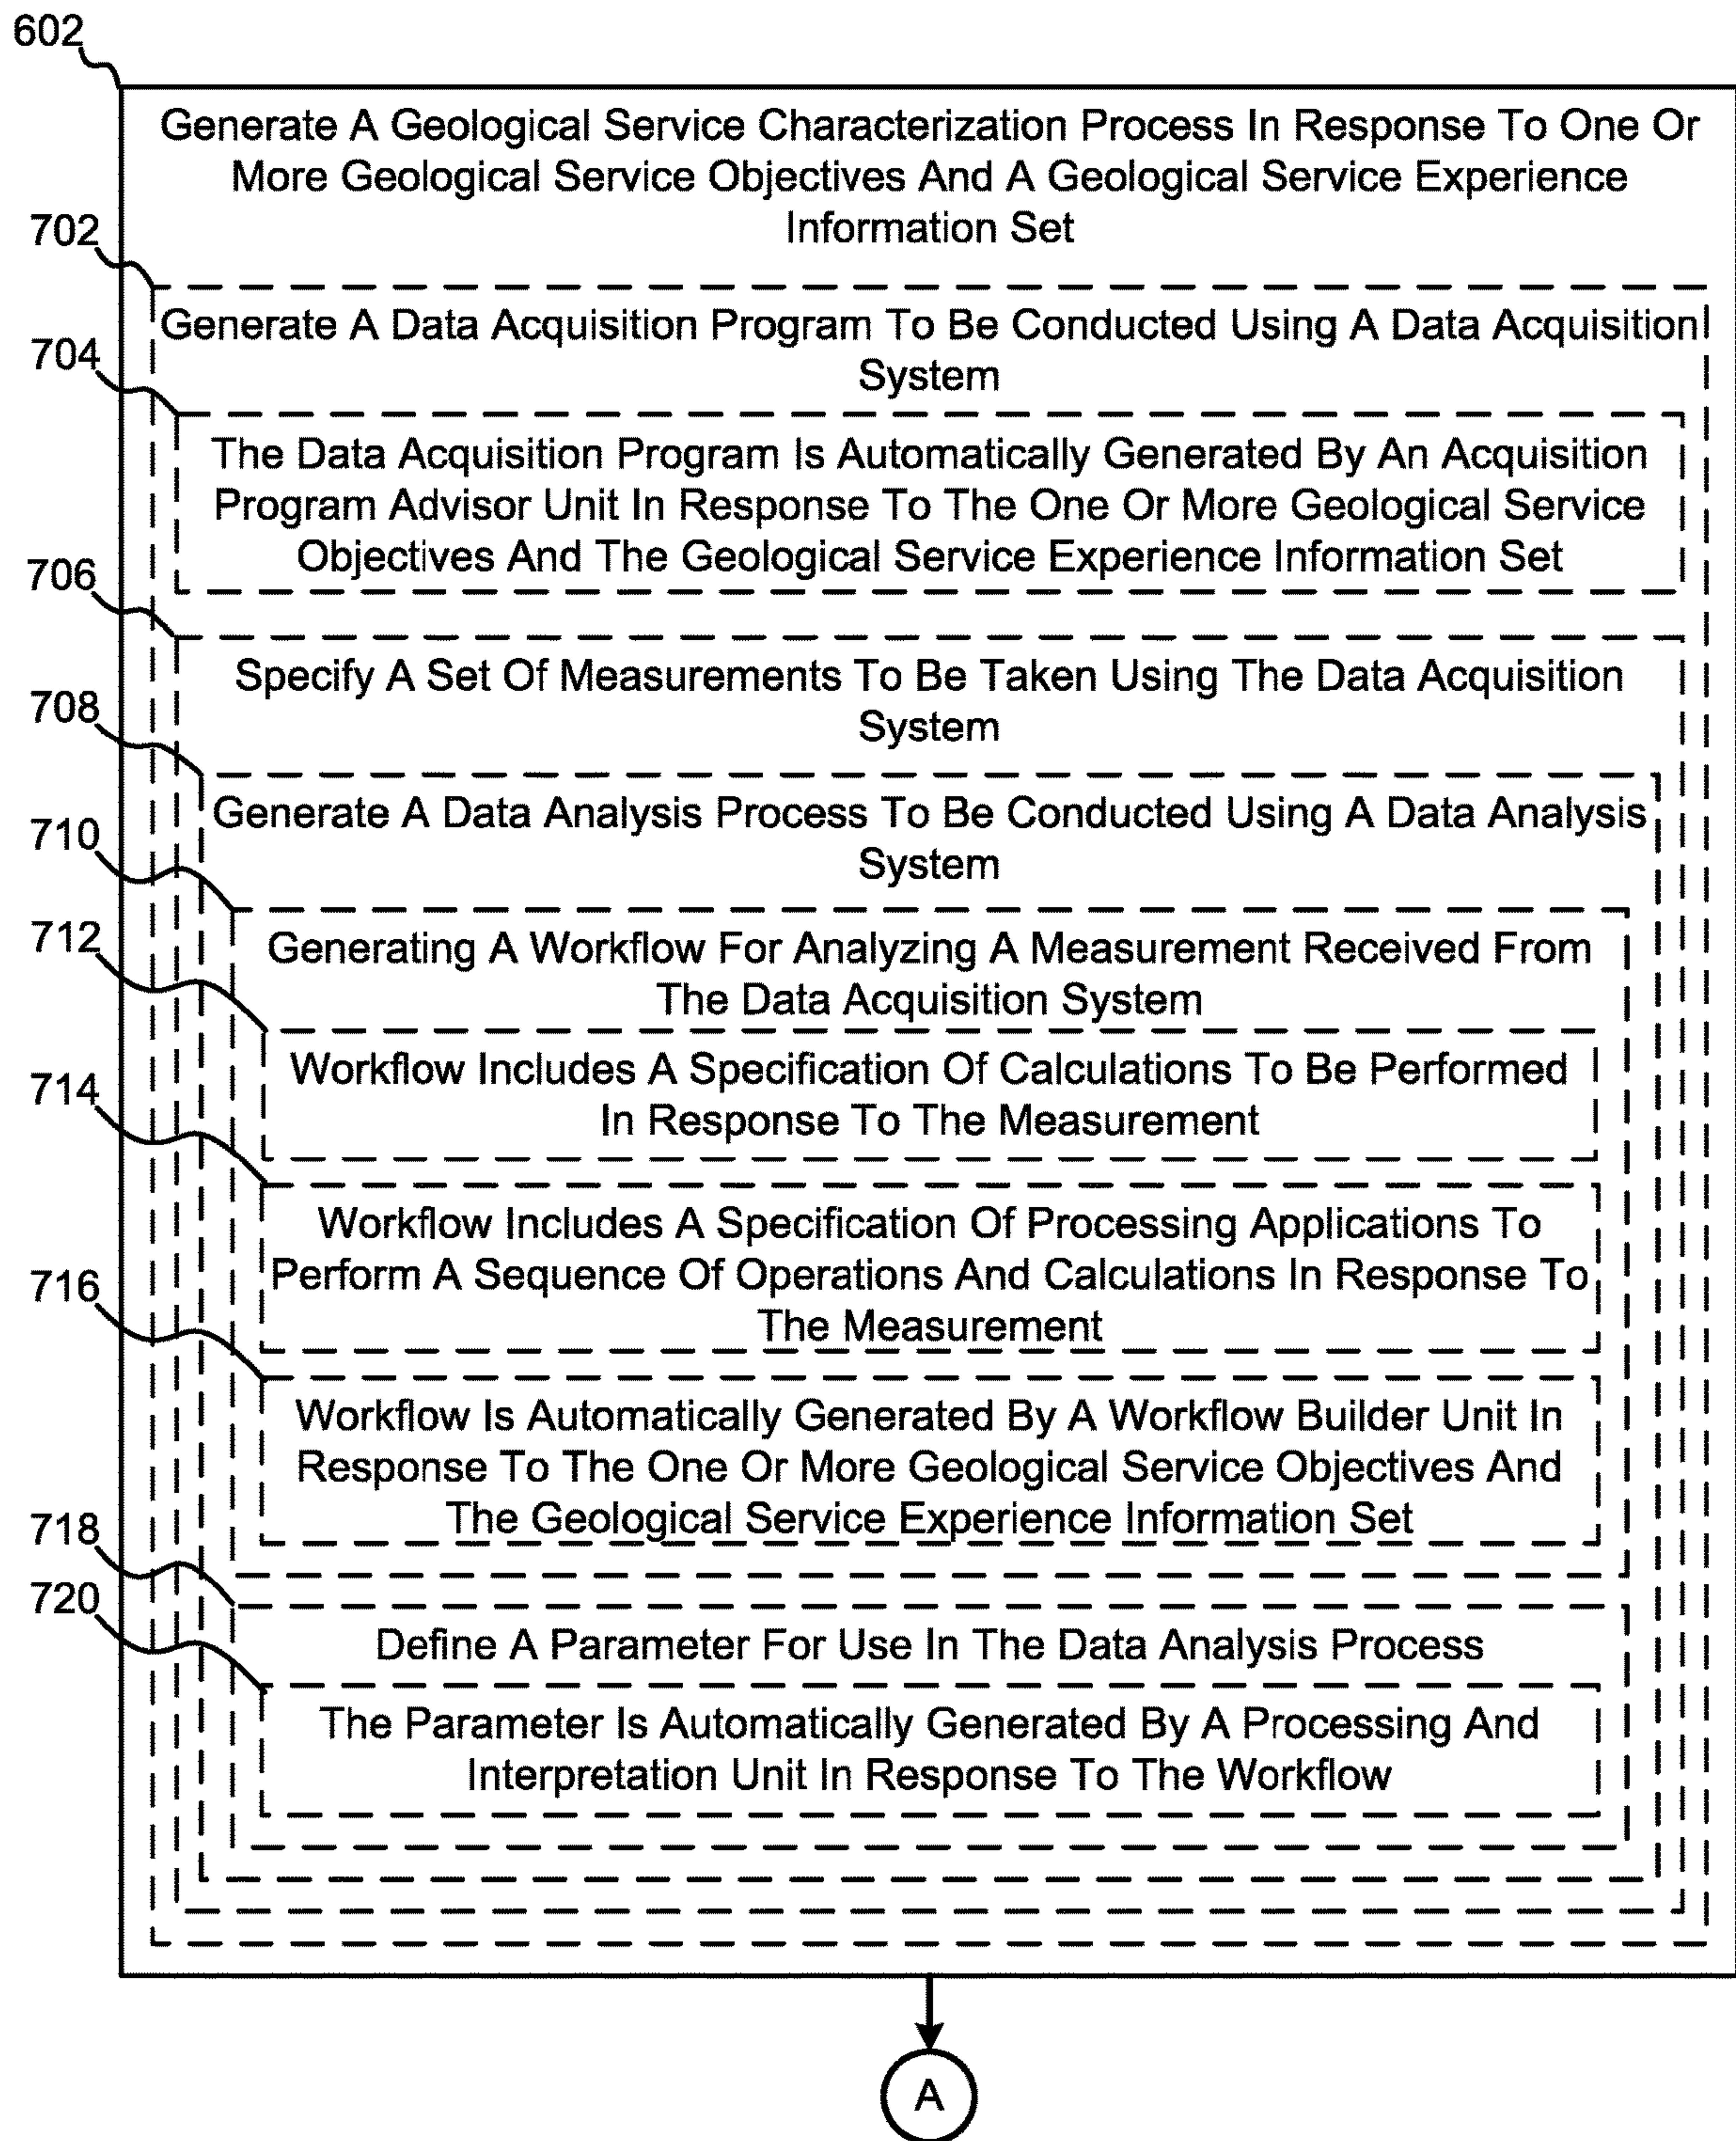 602
Generate A Geological Service Characterization Process In Response To One Or
More Geological Service Objectives And A Geological Service Experience
Information Set
702
Generate A Data Acquisition Program To Be Conducted Using A Data Acquisition
System
704
The Data Acquisition Program Is Automatically Generated By An Acquisition
Program Advisor Unit In Response To The One Or More Geological Service
Objectives And The Geological Service Experience Information Set
706
Specify A Set Of Measurements To Be Taken Using The Data Acquisition
System
708
Generate A Data Analysis Process To Be Conducted Using A Data Analysis
System
710
Generating A Workflow For Analyzing A Measurement Received From
The Data Acquisition System
712
Workflow Includes A Specification Of Calculations To Be Performed
In Response To The Measurement
714
Workflow Includes A Specification Of Processing Applications To
Perform A Sequence Of Operations And Calculations In Response To
The Measurement
716
Workflow Is Automatically Generated By A Workflow Builder Unit In
Response To The One Or More Geological Service Objectives And
The Geological Service Experience Information Set
718
Define A Parameter For Use In The Data Analysis Process
720
The Parameter Is Automatically Generated By A Processing And
Interpretation Unit In Response To The Workflow
A